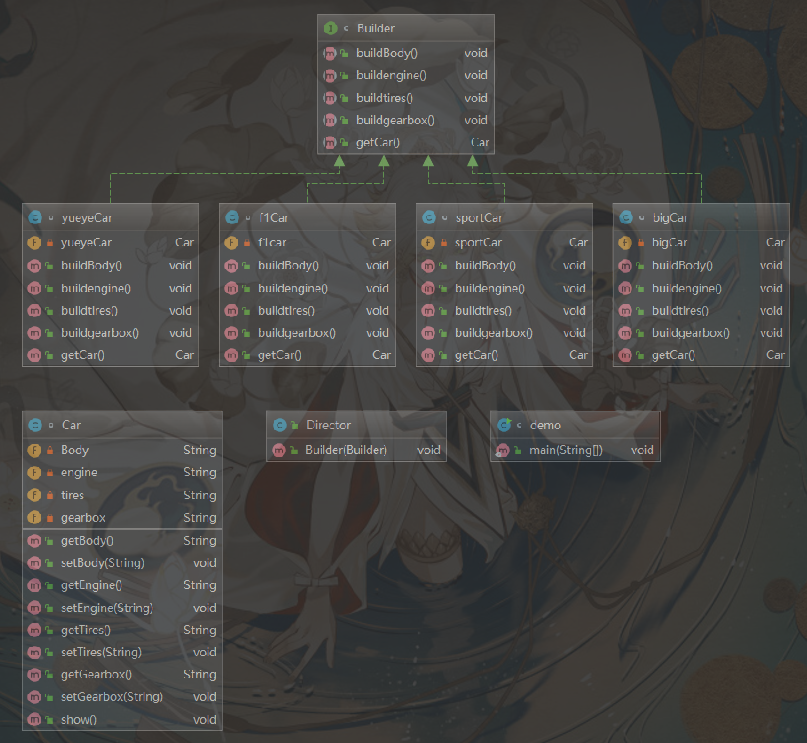 Builder
buildBody() void
buildengine() void
buildtires() void
buildgearbox() void
getCar() Car
yueyeCar
yueyeCar Car
buildBody() void
buildengine() void
buildtires() void
buildgearbox() void
getCar() Car
f1Car
f1car Car
buildBody() void
buildengine() void
buildtires() void
buildgearbox() void
getCar() Car
sportCar
sportCar Car
buildBody() void
buildengine() void
buildtires() void
buildgearbox() void
getCar() Car
bigCar
bigCar Car
buildBody() void
buildengine() void
buildtires() void
buildgearbox() void
getCar() Car
Car
Body String
engine String
tires String
gearbox String
getBody() String
setBody(String) void
getEngine() String
setEngine(String) void
getTires() String
setTires(String) void
getGearbox() String
setGearbox(String) void
show() void
Director
Builder(Builder) void
demo
main(String[]) void